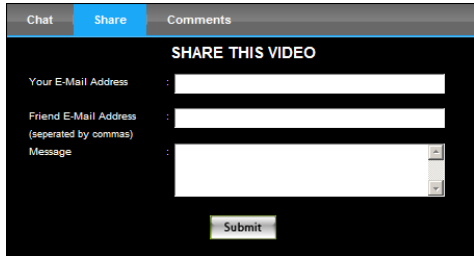 Chat Share Comments
SHARE THIS VIDEO
Your E-Mail Address :
Friend E-Mail Address :
(seperated by commas)
Message :
Submit